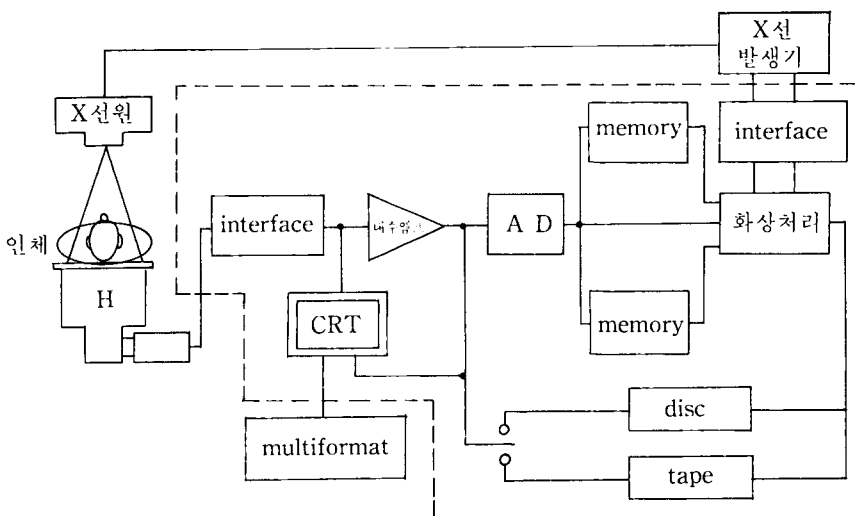 X선
발생기
X선원
memory
interface
인체
interface
A D
화상처리
H
CRT
memory
multiformat
disc
tape